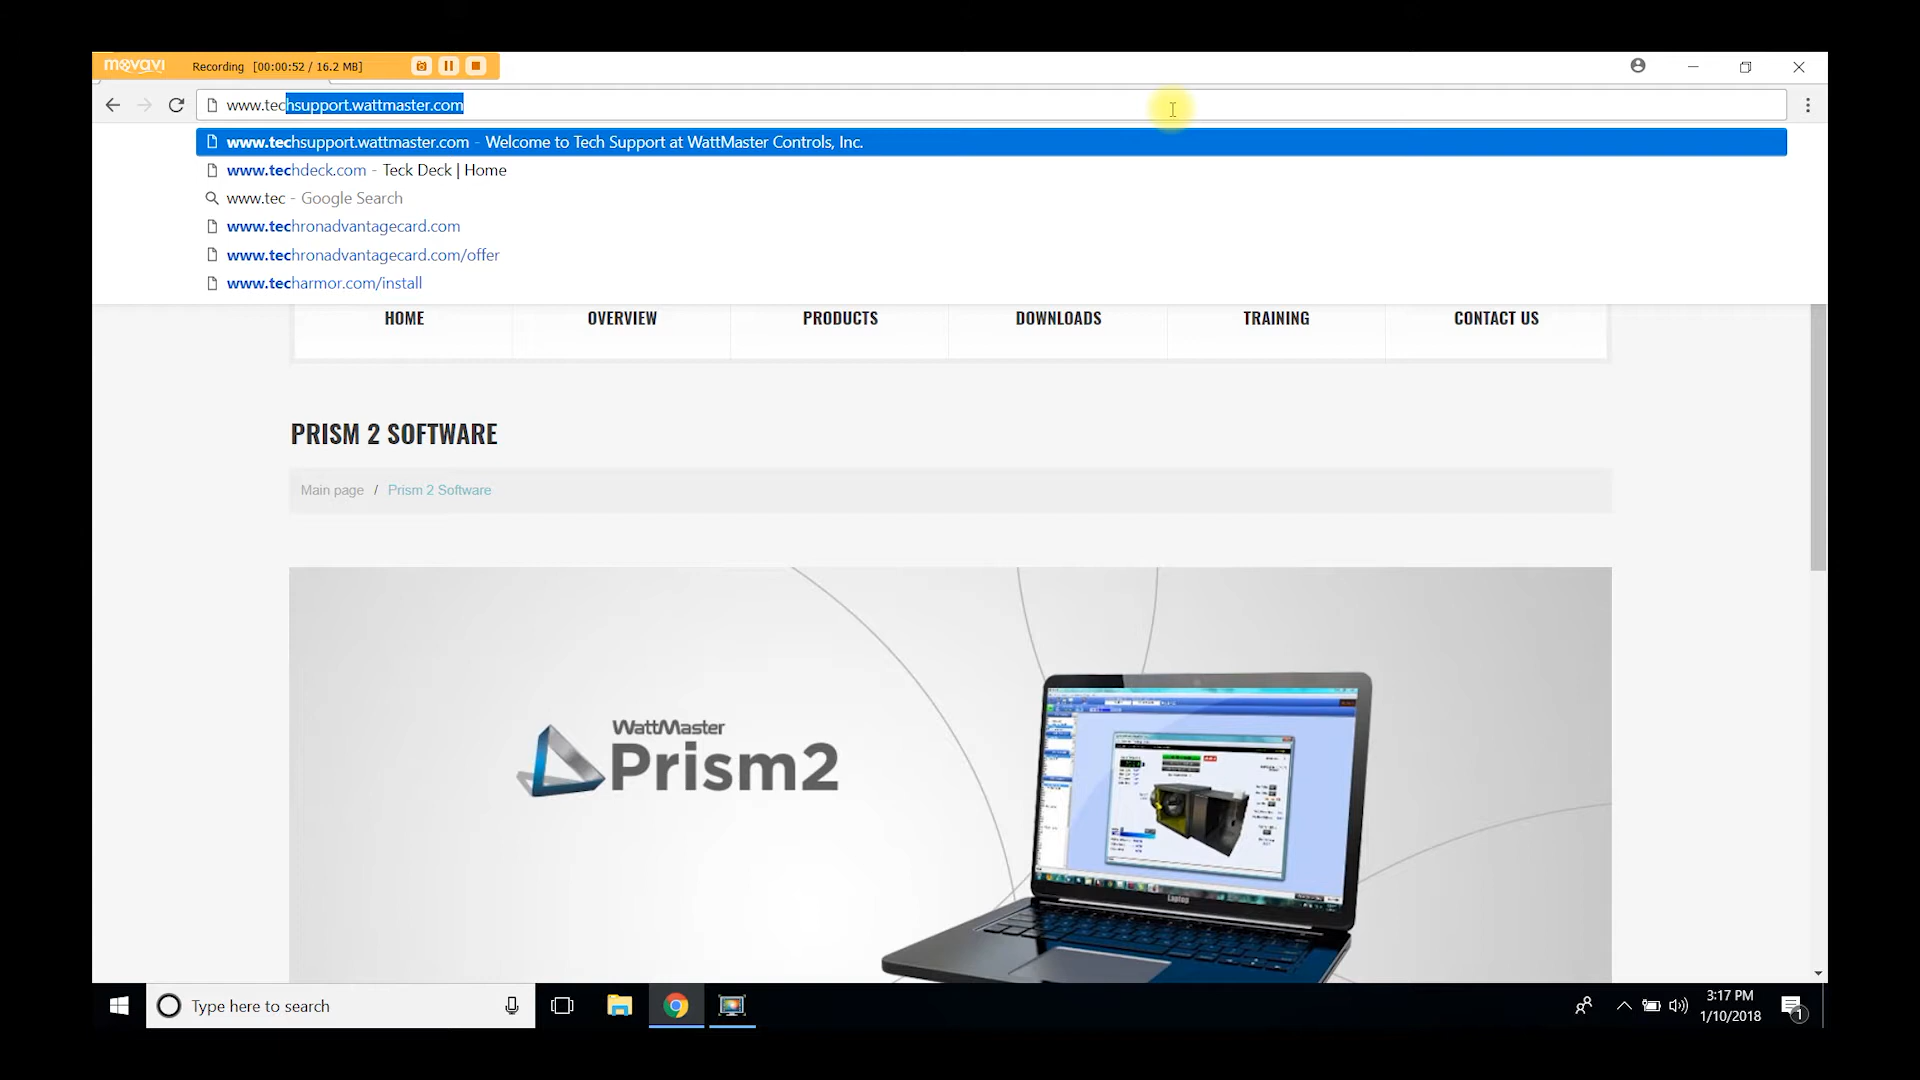 movavi Recording [00:00:52 / 16.2 MB]
www.techsupport.wattmaster.com
www.techsupport.wattmaster.com - Welcome to Tech Support at WattMaster Controls, Inc.
www.techdeck.com - Teck Deck | Home
www.tec - Google Search
www.techronadvantagecard.com
www.techronadvantagecard.com/offer
www.techarmor.com/install
HOME OVERVIEW PRODUCTS DOWNLOADS TRAINING CONTACT US
PRISM 2 SOFTWARE
Main page / Prism 2 Software
WattMaster
Prism2
Laptop
Type here to search
3:17 PM
1/10/2018
1